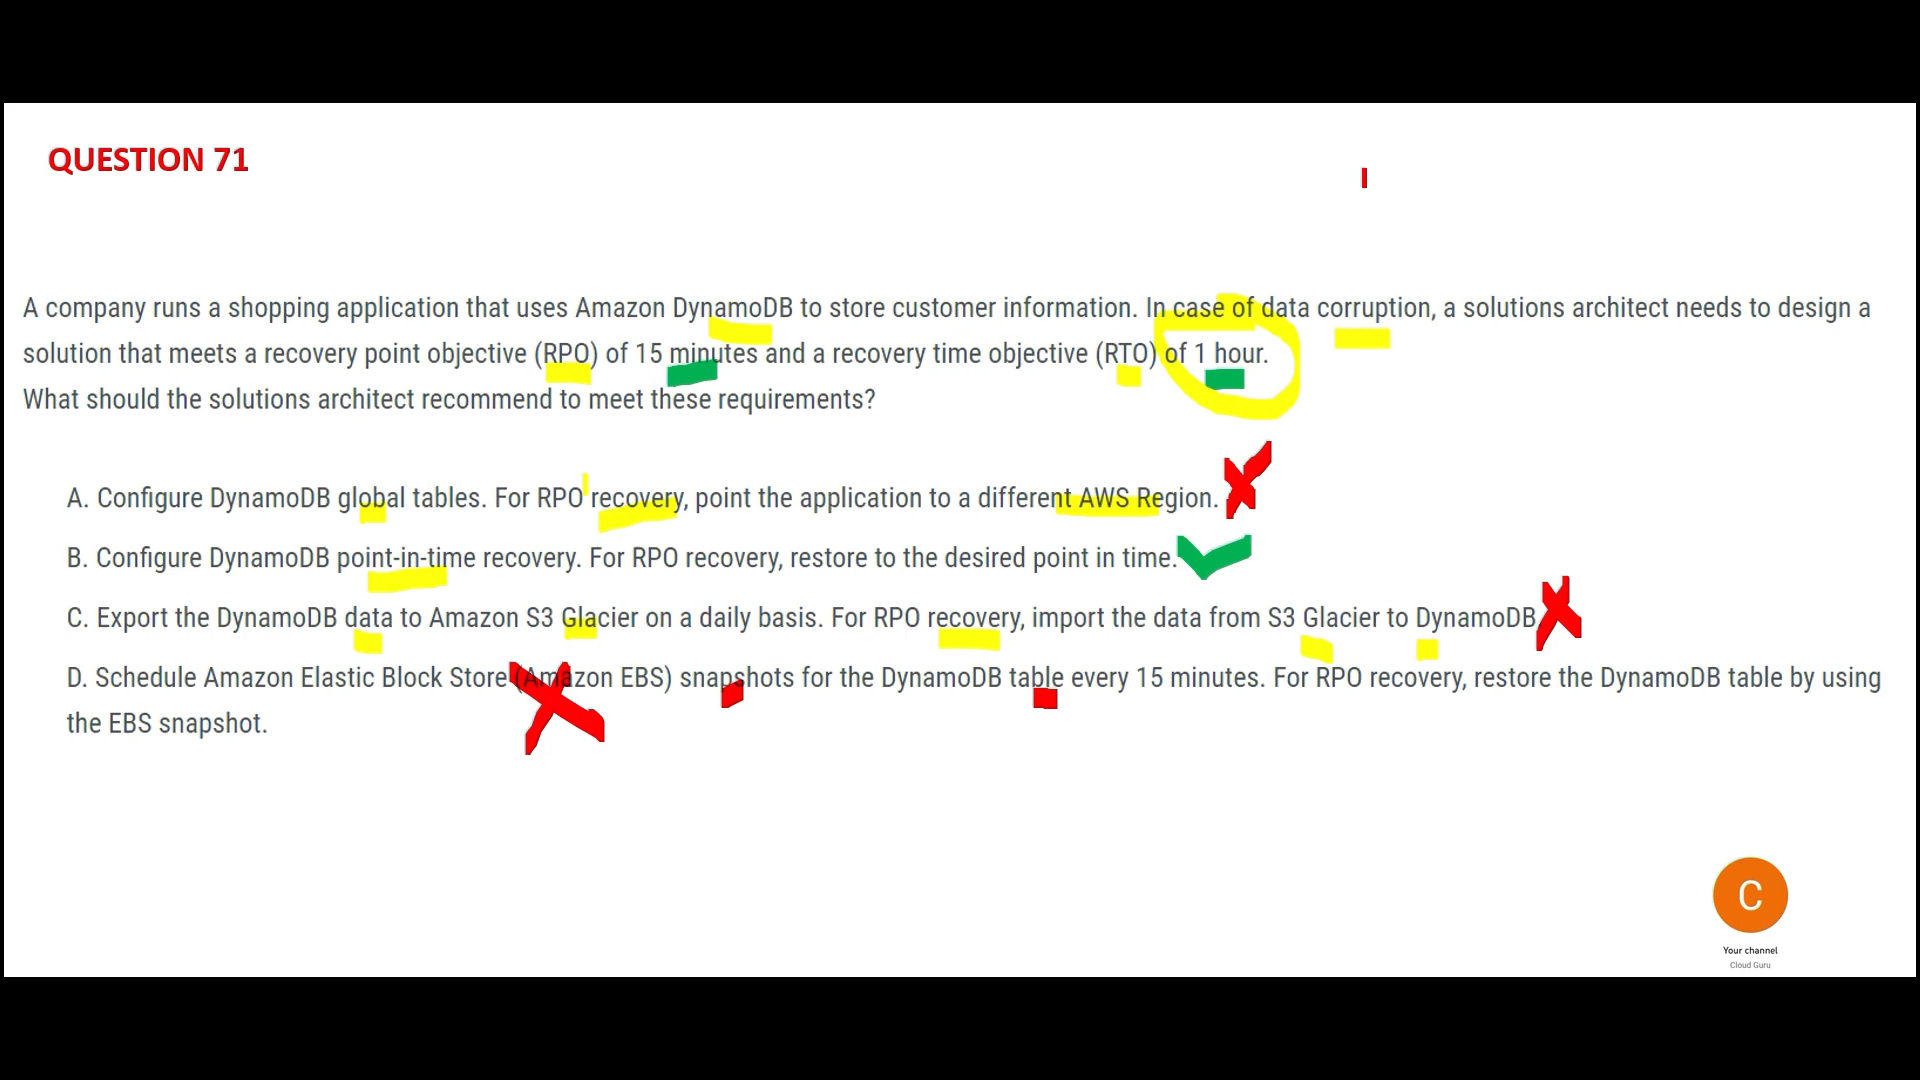 QUESTION 71
A company runs a shopping application that uses Amazon DynamoDB to store customer information. In case of data corruption, a solutions architect needs to design a
solution that meets a recovery point objective (RPO) of 15 minutes and a recovery time objective (RTO) of 1 hour.
What should the solutions architect recommend to meet these requirements?
A. Configure DynamoDB global tables. For RPO recovery, point the application to a different AWS Region.
B. Configure DynamoDB point-in-time recovery. For RPO recovery, restore to the desired point in time.
C. Export the DynamoDB data to Amazon S3 Glacier on a daily basis. For RPO recovery, import the data from S3 Glacier to DynamoDB.
D. Schedule Amazon Elastic Block Store (Amazon EBS) snapshots for the DynamoDB table every 15 minutes. For RPO recovery, restore the DynamoDB table by using
the EBS snapshot.
C
Your channel
Cloud Guru